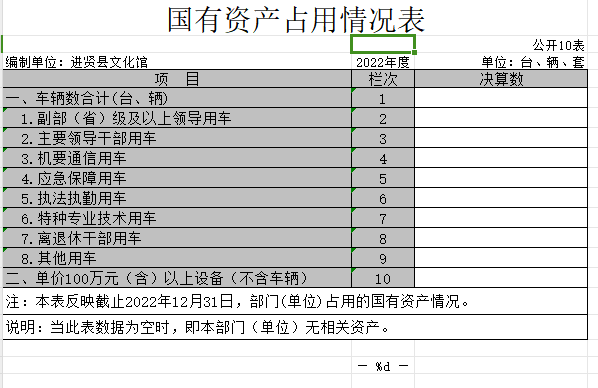 国有资产占用情况表
公开10表
编制单位：进贤县文化馆 2022年度 单位：台、辆、套
项 目 栏次 决算数
一、车辆数合计(台、辆) 1
1.副部（省）级及以上领导用车 2
2.主要领导干部用车 3
3.机要通信用车 4
4.应急保障用车 5
5.执法执勤用车 6
6.特种专业技术用车 7
7.离退休干部用车 8
8.其他用车 9
二、单价100万元（含）以上设备（不含车辆） 10
注：本表反映截止2022年12月31日，部门(单位)占用的国有资产情况。
说明：当此表数据为空时，即本部门（单位）无相关资产。
— %d —